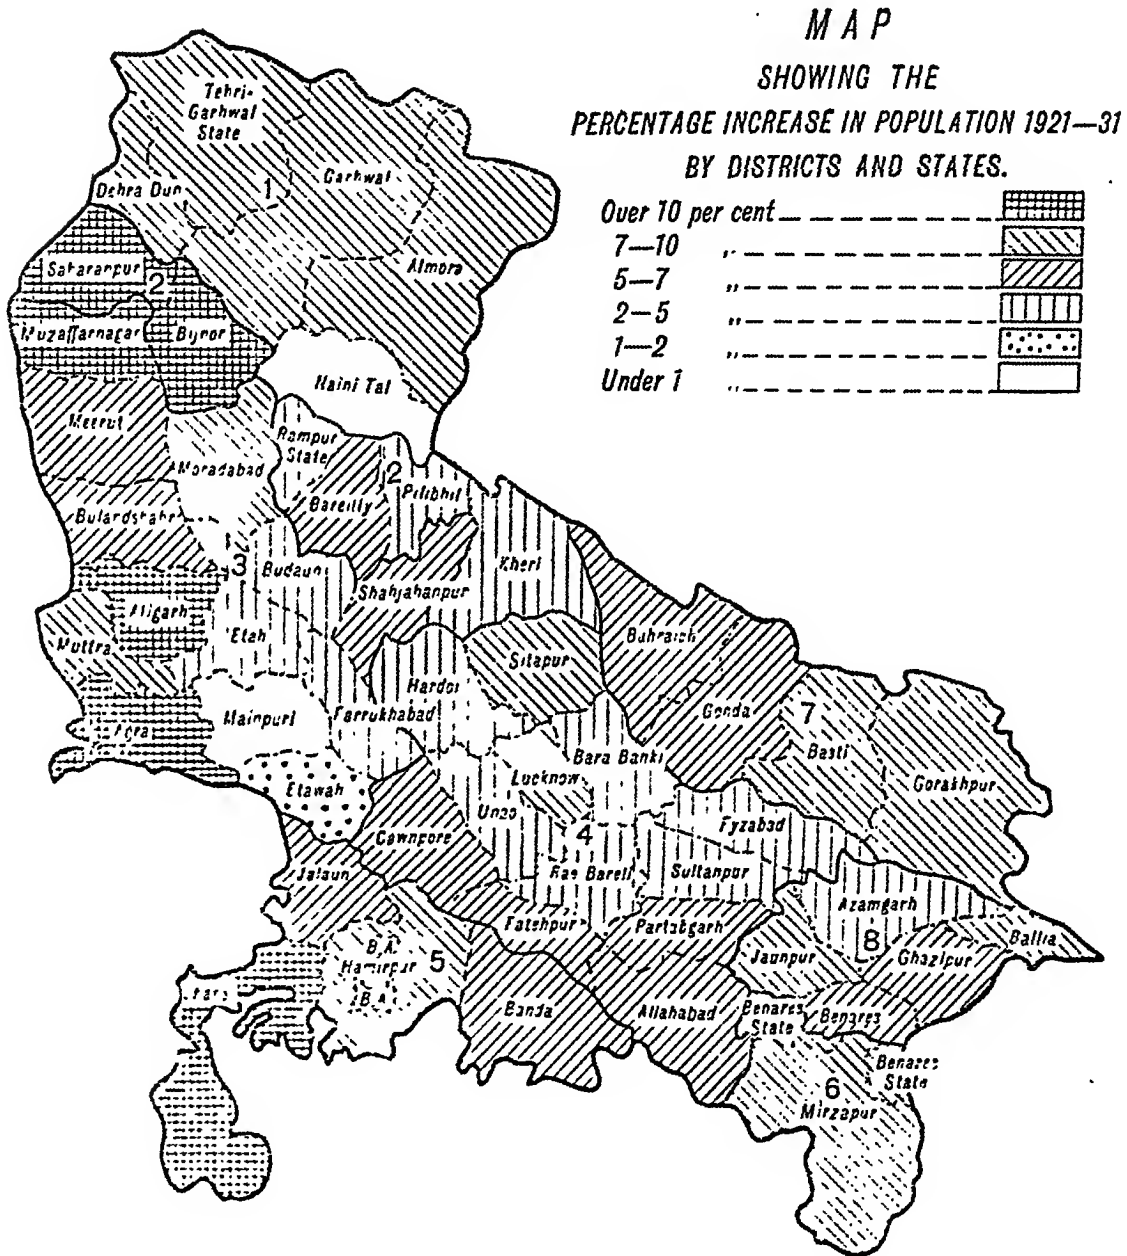 MAP
SHOWING THE
PERCENTAGE INCREASE IN POPULATION 1921—31
BY DISTRICTS AND STATES.
Over 10 per cent
7—10 „
5—7 „
2—5 „
1—2 „
Under 1 „
Tehri-
Garhwal
State
1
Garhwal
Dehra Dun
Almora
Saharanpur
2
Muzaffarnagar
Bijnor
Naini Tal
Meerut
Rampur
State
Moradabad
2
Pilibhit
Bareilly
Bulandshahr
3
Budaun
Kheri
Shahjahanpur
Aligarh
Etah
Muttra
Bahraich
Sitapur
Hardoi
Mainpuri
Farrukhabad
Agra
Gonda
7
Basti
Bara Banki
Lucknow
Gorakhpur
Etawah
Unao
Cawnpore
4
Fyzabad
Rae Bareli
Sultanpur
Jalaun
Azamgarh
Fatehpur
Partabgarh
8
Ballia
B.A.
Hamirpur
5
Jaunpur
Ghazipur
B.A.
Banda
Allahabad
Benares
State
Benares
Benares
State
6
Mirzapur